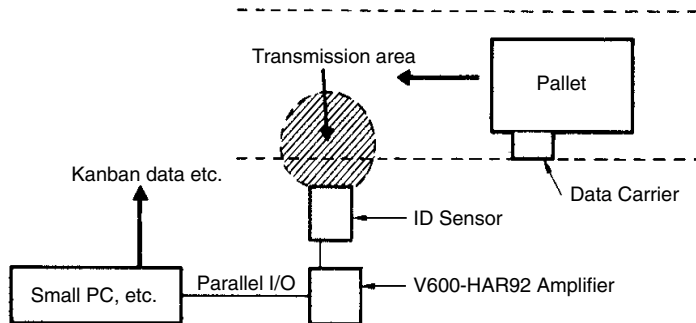 Transmission area
Pallet
Kanban data etc.
Data Carrier
ID Sensor
Parallel I/O
V600-HAR92 Amplifier
Small PC, etc.